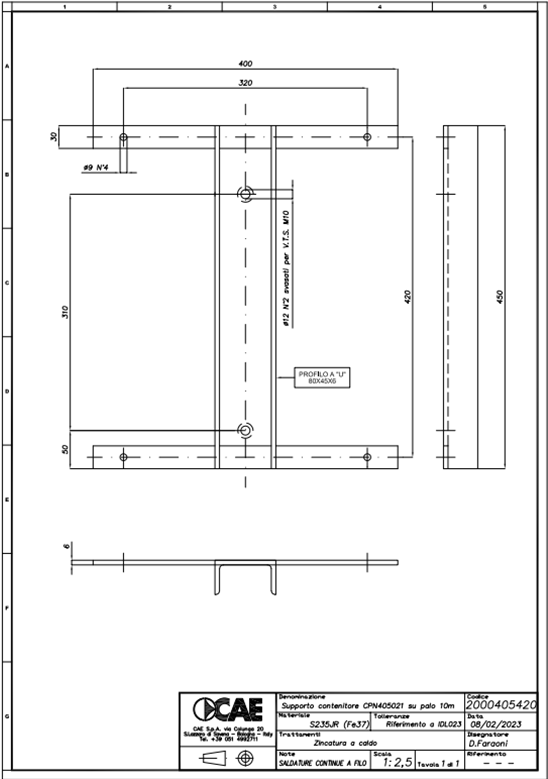 1 2 3 4 5
A
400
320
30
B
ø9 N°4
ø12 N°2 svasati per V.T.S. M10
C
310
420
450
D
PROFILO A "U"
80X45X6
50
E
6
F
G
CAE
CAE S.p.A. via Colunga 20
S.Lazzaro di Savena - Bologna - Italy
Tel. +39 051 4992711
Denominazione
Supporto contenitore CPN405021 su palo 10m
Codice
2000405420
Materiale
S235JR (Fe37)
Tolleranze
Riferimento a IDL023
Data
08/02/2023
Trattamenti
Zincatura a caldo
Disegnatore
D.Faraoni
Note
SALDATURE CONTINUE A FILO
Scala
1:2,5
Tavola 1 di 1
Riferimento
- - -